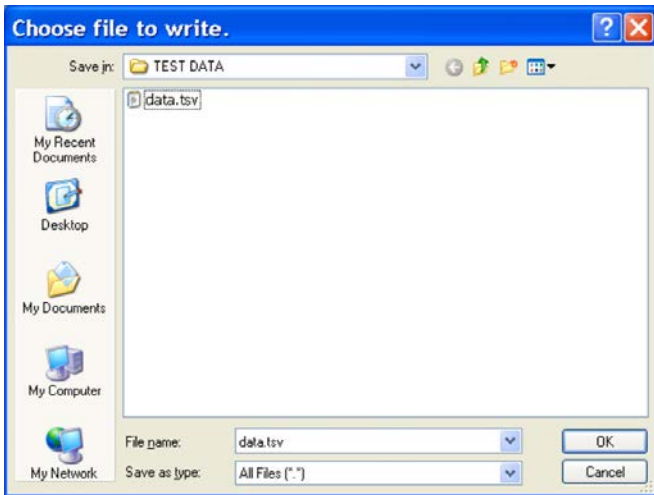 Choose file to write.
Save in: TEST DATA
data.tsv
My Recent
Documents
Desktop
My Documents
My Computer
My Network
File name: data.tsv
OK
Save as type: All Files (*.*)
Cancel